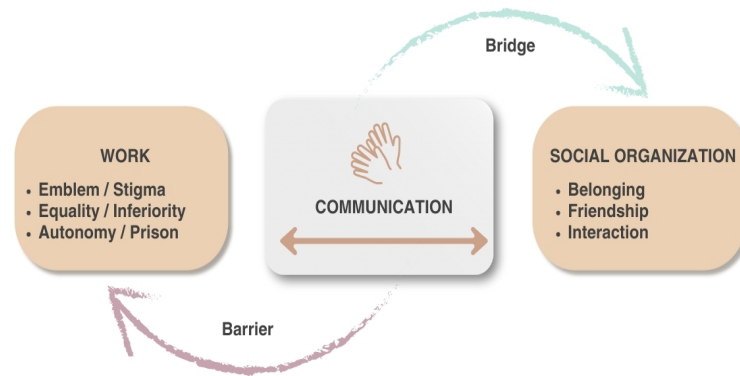 Bridge
WORK
• Emblem / Stigma
• Equality / Inferiority
• Autonomy / Prison
COMMUNICATION
SOCIAL ORGANIZATION
• Belonging
• Friendship
• Interaction
Barrier